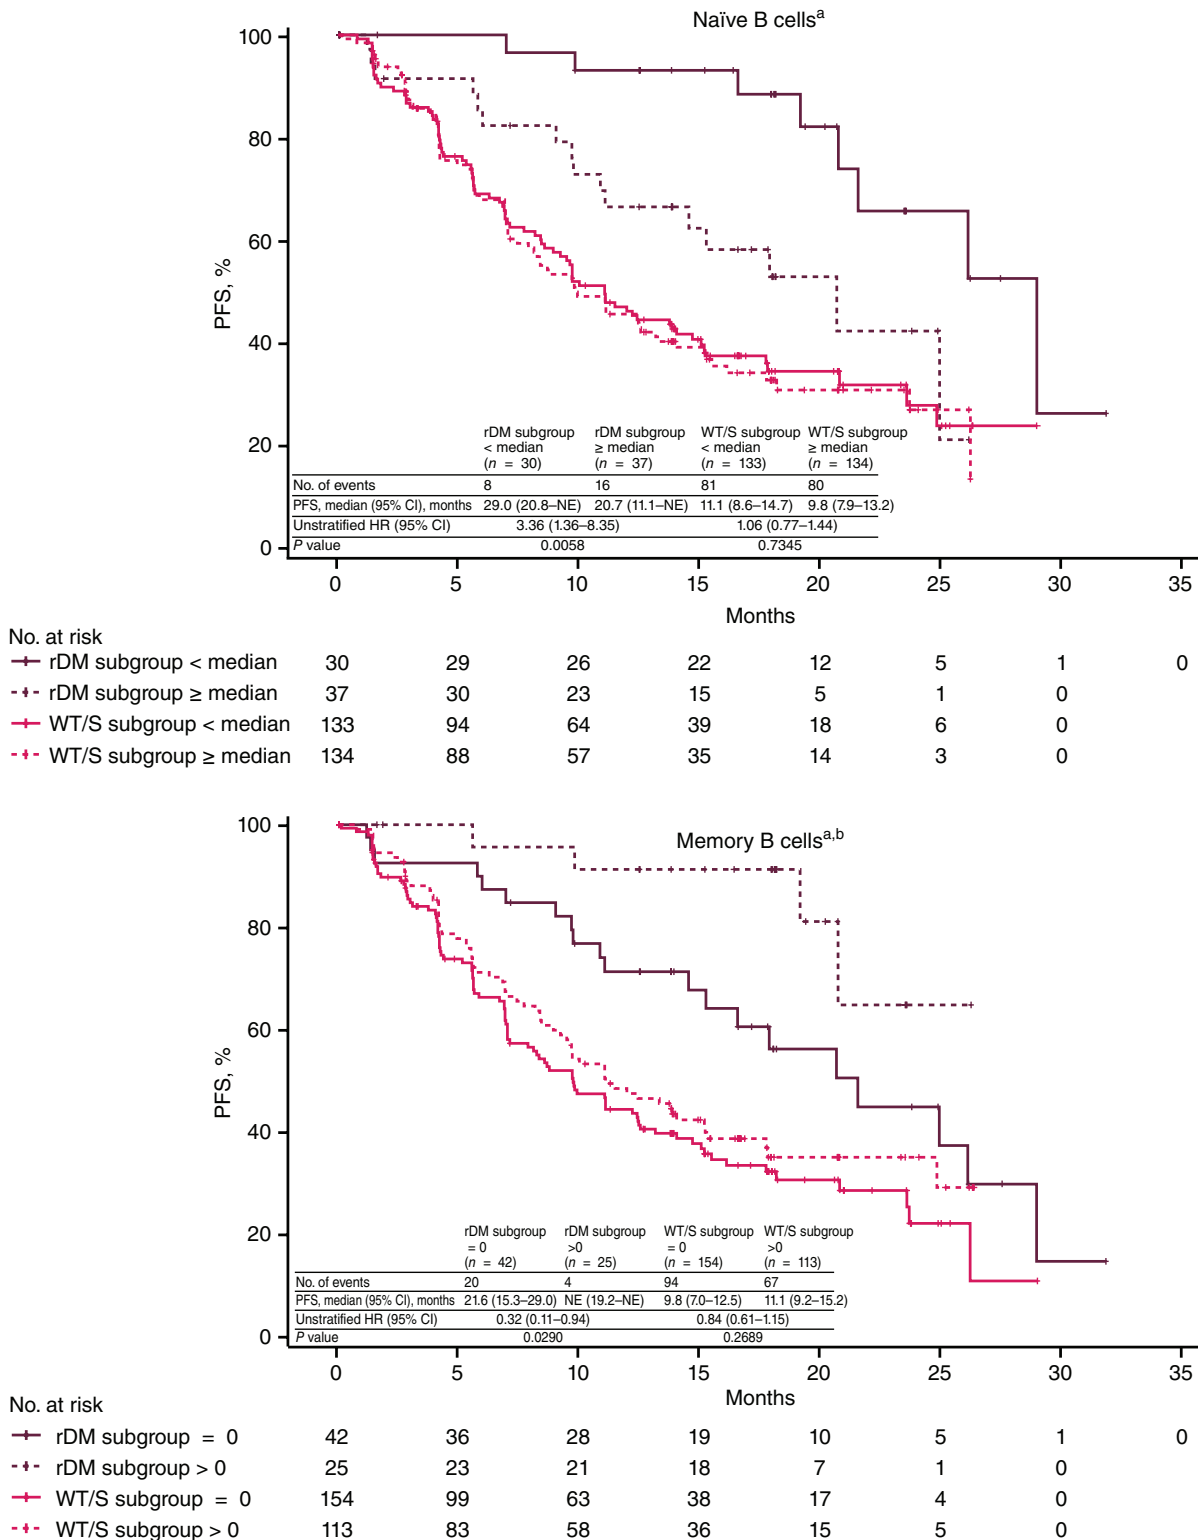 Naïve B cellsa
100
80
60
40
20
0
PFS, %
rDM subgroup < median (n = 30) rDM subgroup ≥ median (n = 37) WT/S subgroup < median (n = 133) WT/S subgroup ≥ median (n = 134)
No. of events 8 16 81 80
PFS, median (95% CI), months 29.0 (20.8–NE) 20.7 (11.1–NE) 11.1 (8.6–14.7) 9.8 (7.9–13.2)
Unstratified HR (95% CI) 3.36 (1.36–8.35) 1.06 (0.77–1.44)
P value 0.0058 0.7345
0 5 10 15 20 25 30 35
Months
No. at risk
rDM subgroup < median 30 29 26 22 12 5 1 0
rDM subgroup ≥ median 37 30 23 15 5 1 0
WT/S subgroup < median 133 94 64 39 18 6 0
WT/S subgroup ≥ median 134 88 57 35 14 3 0
Memory B cellsa,b
100
80
60
40
20
0
PFS, %
rDM subgroup = 0 (n = 42) rDM subgroup >0 (n = 25) WT/S subgroup = 0 (n = 154) WT/S subgroup >0 (n = 113)
No. of events 20 4 94 67
PFS, median (95% CI), months 21.6 (15.3–29.0) NE (19.2–NE) 9.8 (7.0–12.5) 11.1 (9.2–15.2)
Unstratified HR (95% CI) 0.32 (0.11–0.94) 0.84 (0.61–1.15)
P value 0.0290 0.2689
0 5 10 15 20 25 30 35
Months
No. at risk
rDM subgroup = 0 42 36 28 19 10 5 1 0
rDM subgroup > 0 25 23 21 18 7 1 0
WT/S subgroup = 0 154 99 63 38 17 4 0
WT/S subgroup > 0 113 83 58 36 15 5 0